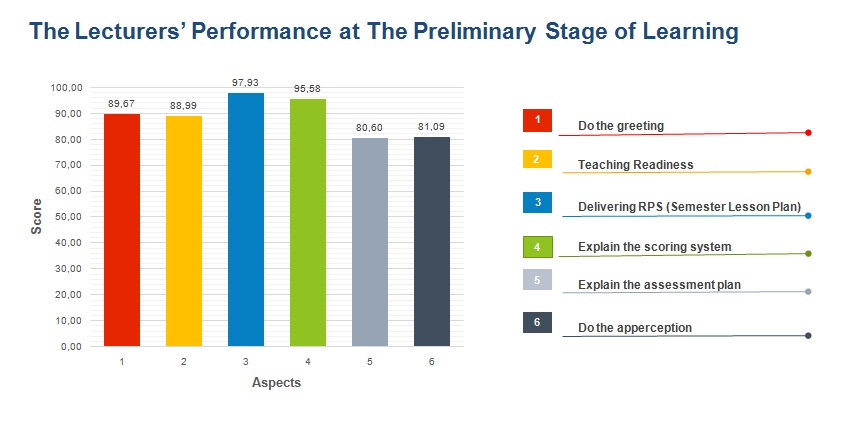 The Lecturers' Performance at The Preliminary Stage of Learning
100,00
90,00
80,00
70,00
60,00
50,00
40,00
30,00
20,00
10,00
0,00
Score
89,67
88,99
97,93
95,58
80,60
81,09
1
2
3
4
5
6
Aspects
1 Do the greeting
2 Teaching Readiness
3 Delivering RPS (Semester Lesson Plan)
4 Explain the scoring system
5 Explain the assessment plan
6 Do the apperception